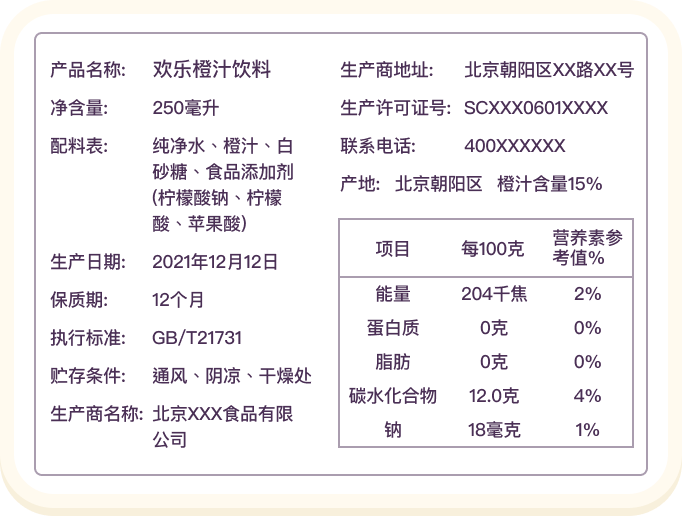 产品名称: 欢乐橙汁饮料
净含量: 250毫升
配料表: 纯净水、橙汁、白
砂糖、食品添加剂
(柠檬酸钠、柠檬
酸、苹果酸)
生产日期: 2021年12月12日
保质期: 12个月
执行标准: GB/T21731
贮存条件: 通风、阴凉、干燥处
生产商名称: 北京XXX食品有限
公司
生产商地址: 北京朝阳区XX路XX号
生产许可证号: SCXXX0601XXXX
联系电话: 400XXXXXX
产地: 北京朝阳区 橙汁含量15%
项目 每100克 营养素参
考值%
能量 204千焦 2%
蛋白质 0克 0%
脂肪 0克 0%
碳水化合物 12.0克 4%
钠 18毫克 1%